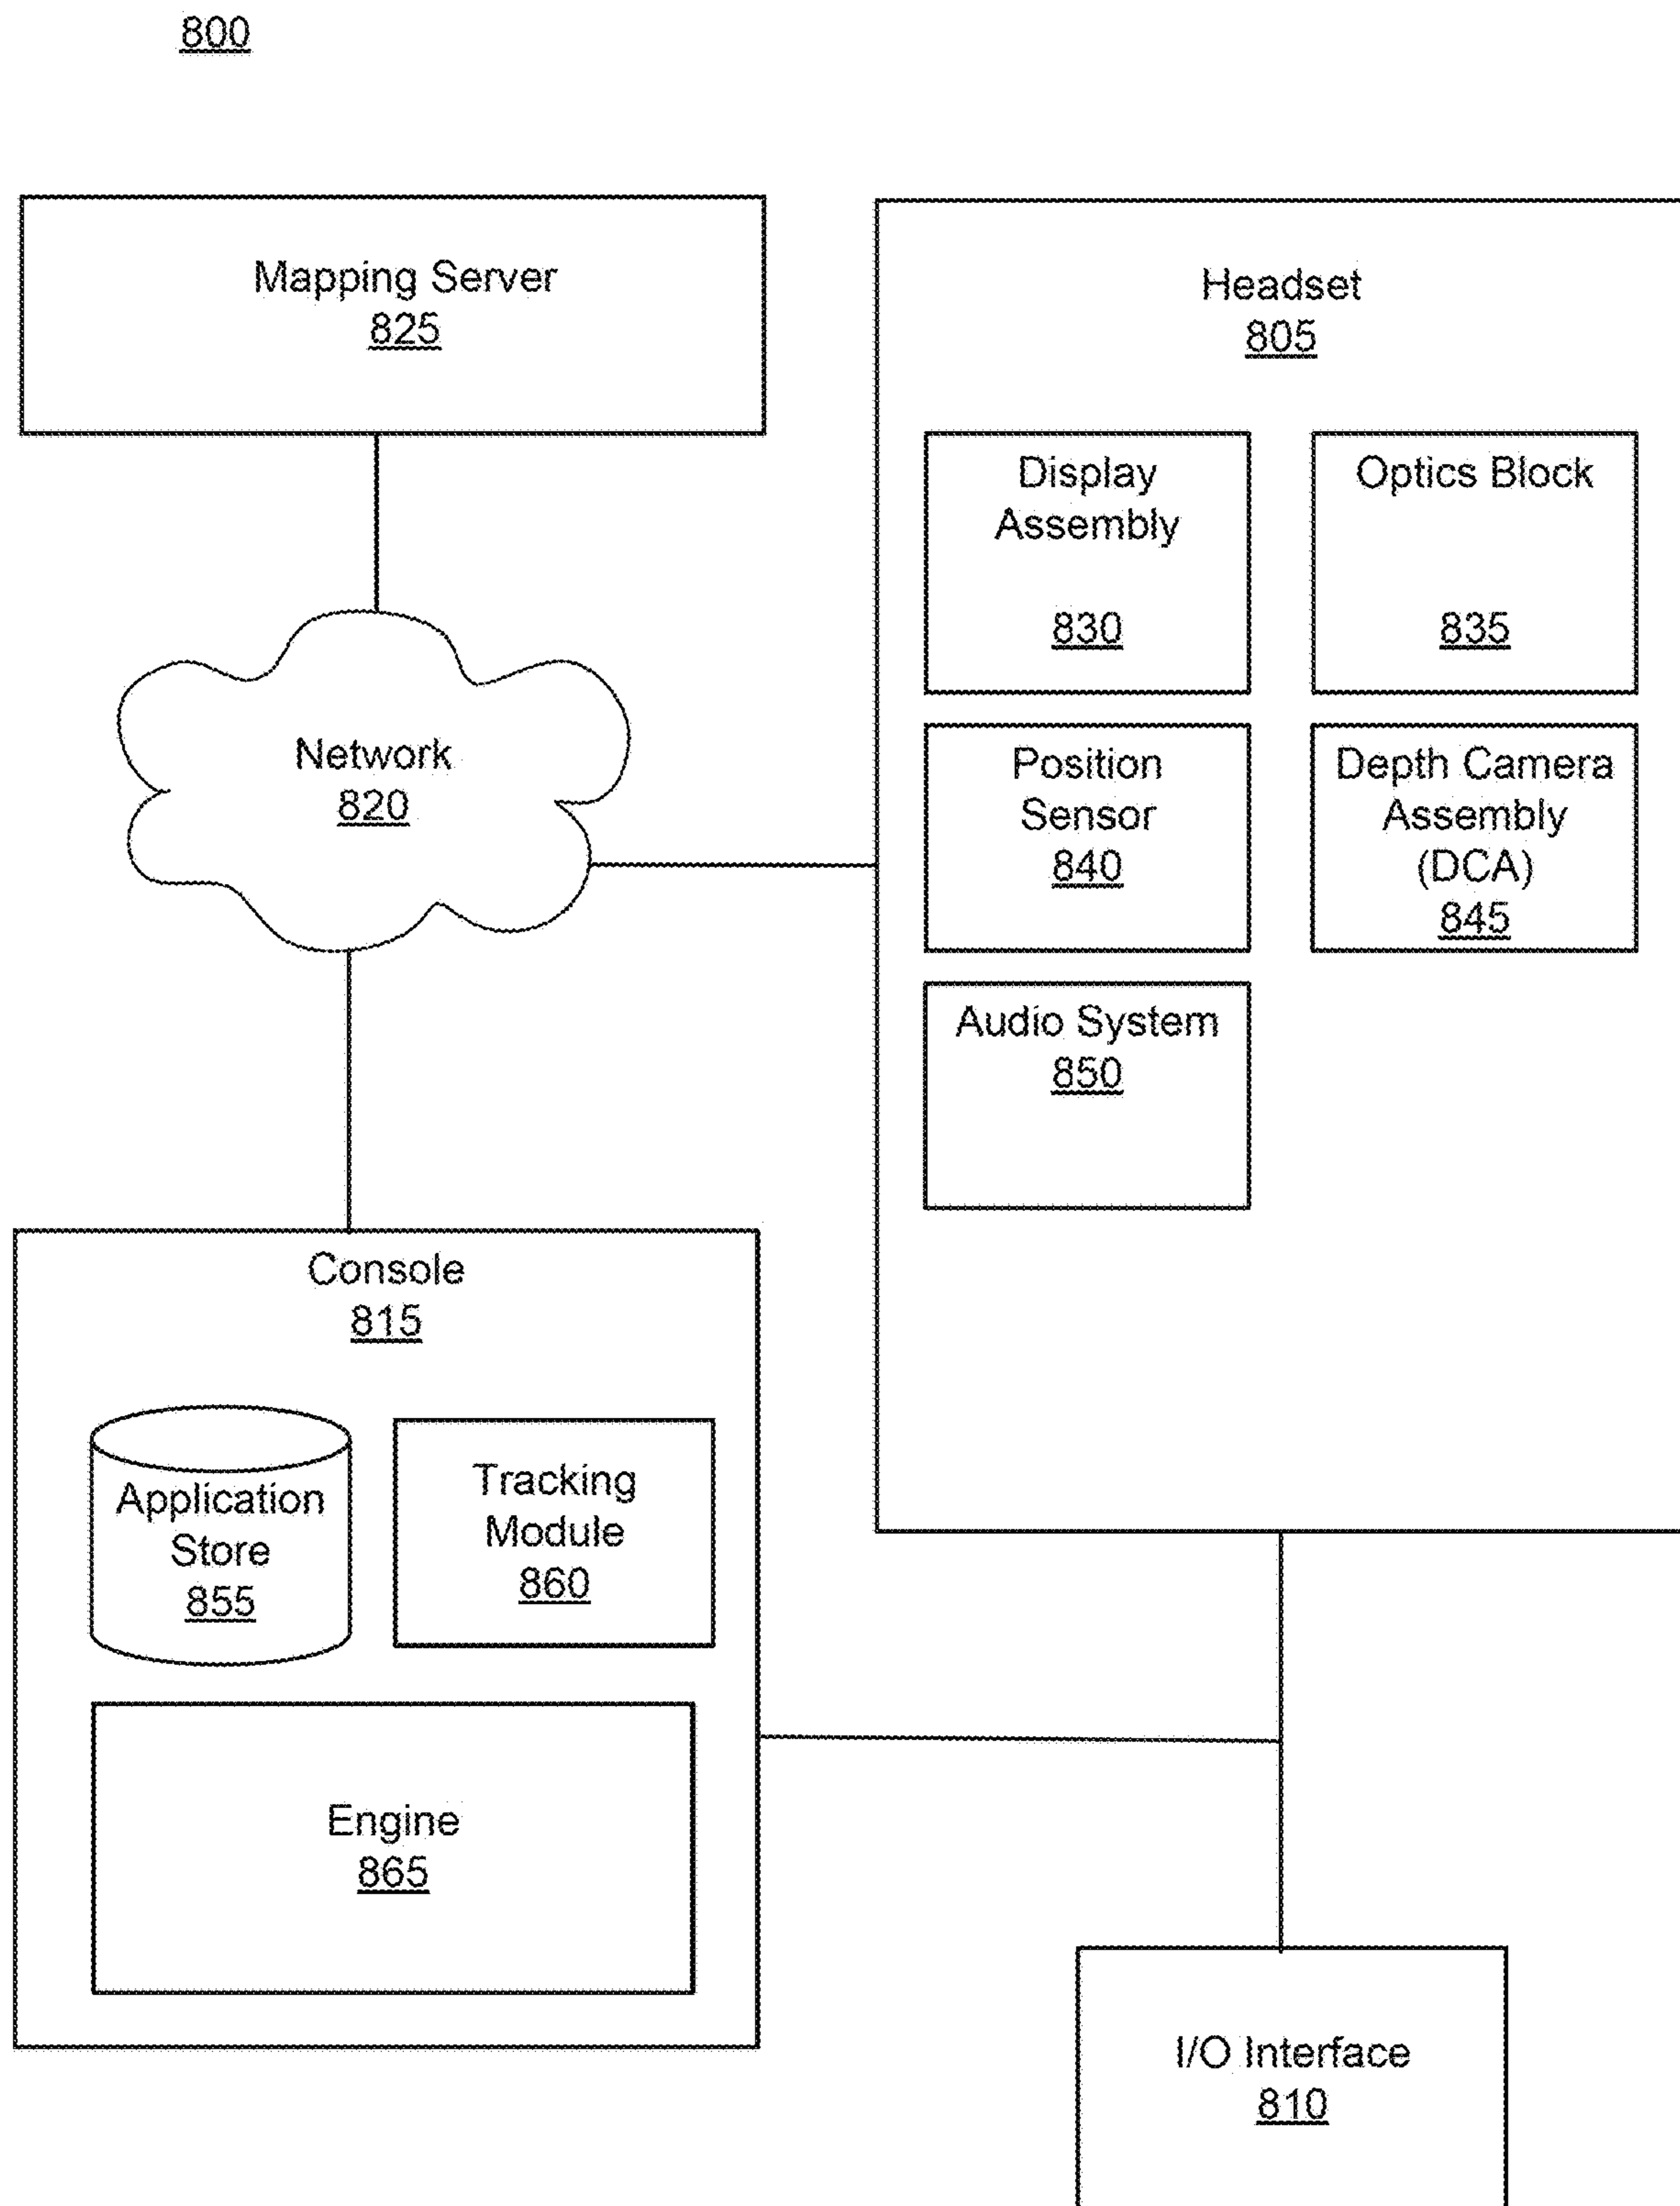 800
Mapping Server
825
Headset
805
Display
Assembly
830
Optics Block
835
Network
820
Position
Sensor
840
Depth Camera
Assembly
(DCA)
845
Audio System
850
Console
815
Application
Store
855
Tracking
Module
860
Engine
865
I/O Interface
810